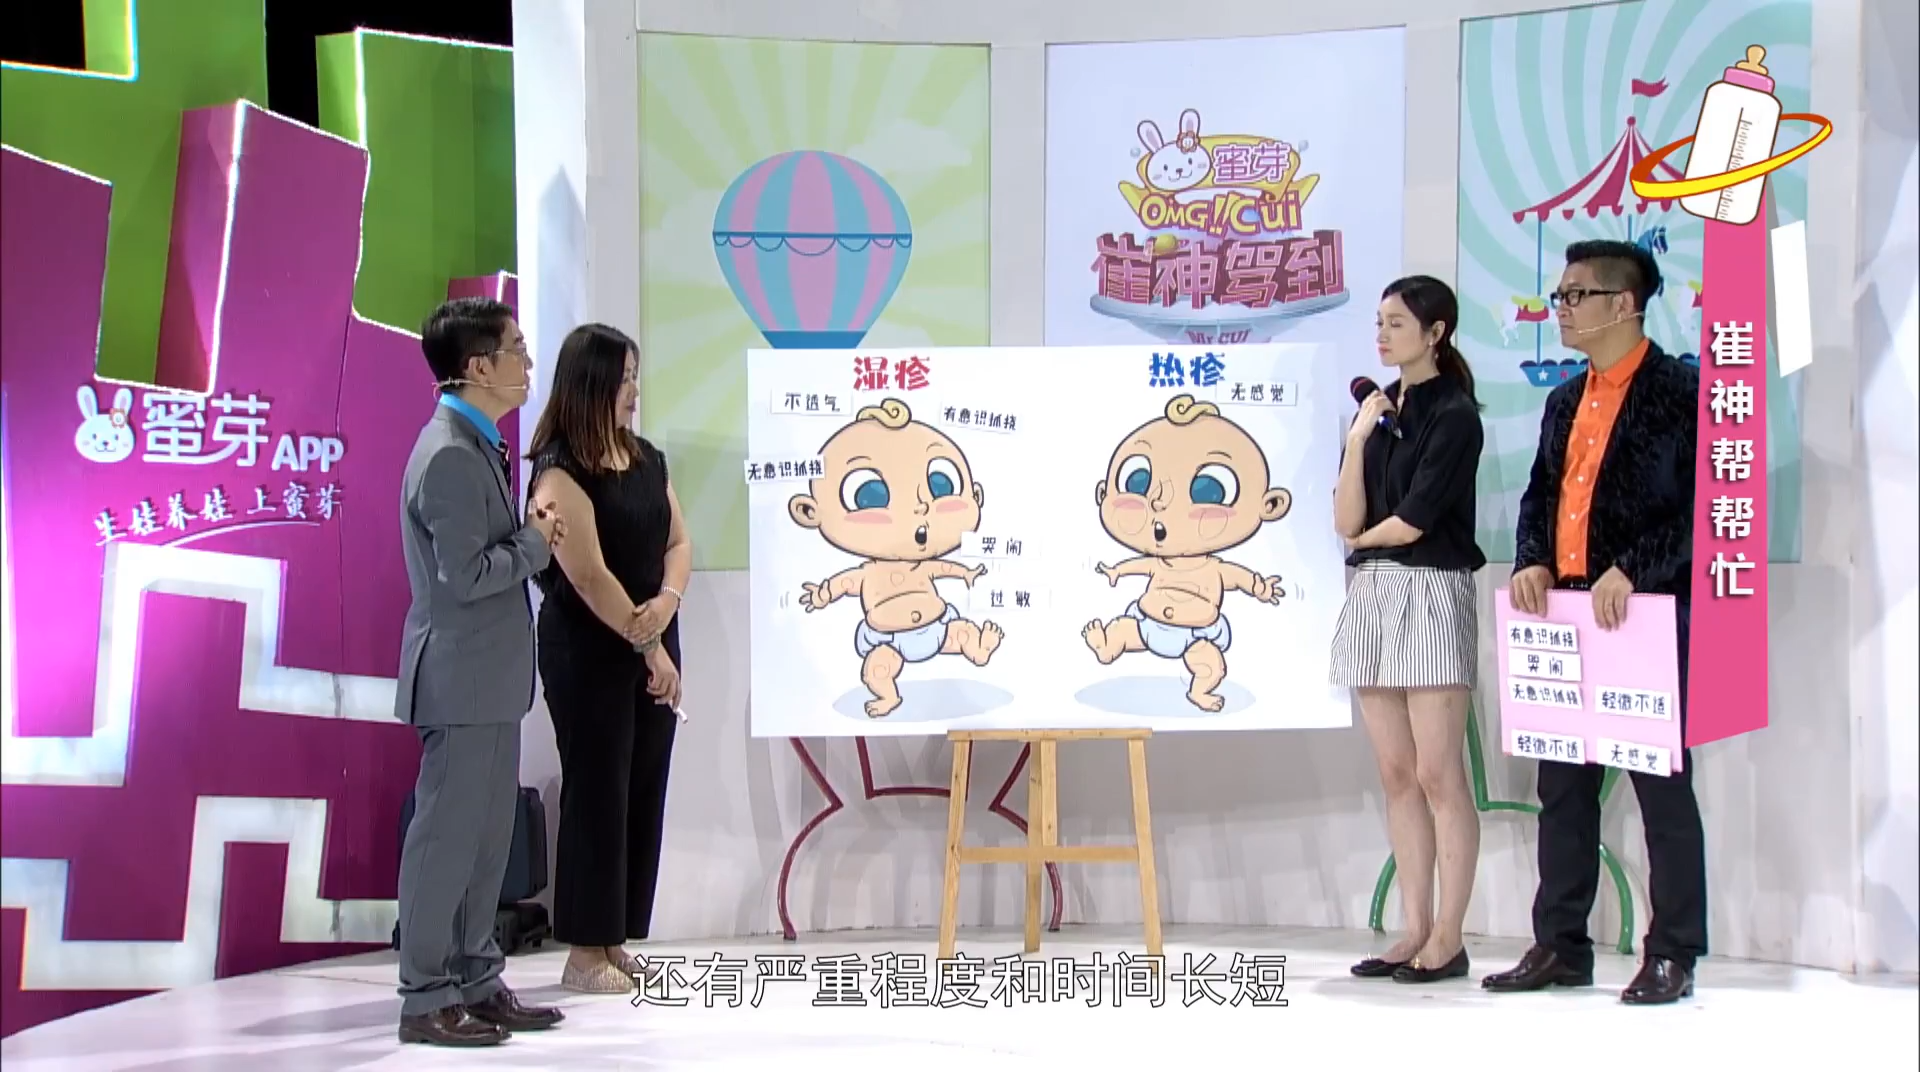 蜜芽
OMG!!Cùi
崔神驾到
Mr.CUI
蜜芽APP
生娃养娃 上蜜芽
湿疹
热疹
不透气
有意识抓挠
无意识抓挠
哭闹
过敏
无感觉
有意识抓挠
哭闹
无意识抓挠
轻微不适
轻微不适
无感觉
崔神帮帮忙
还有严重程度和时间长短